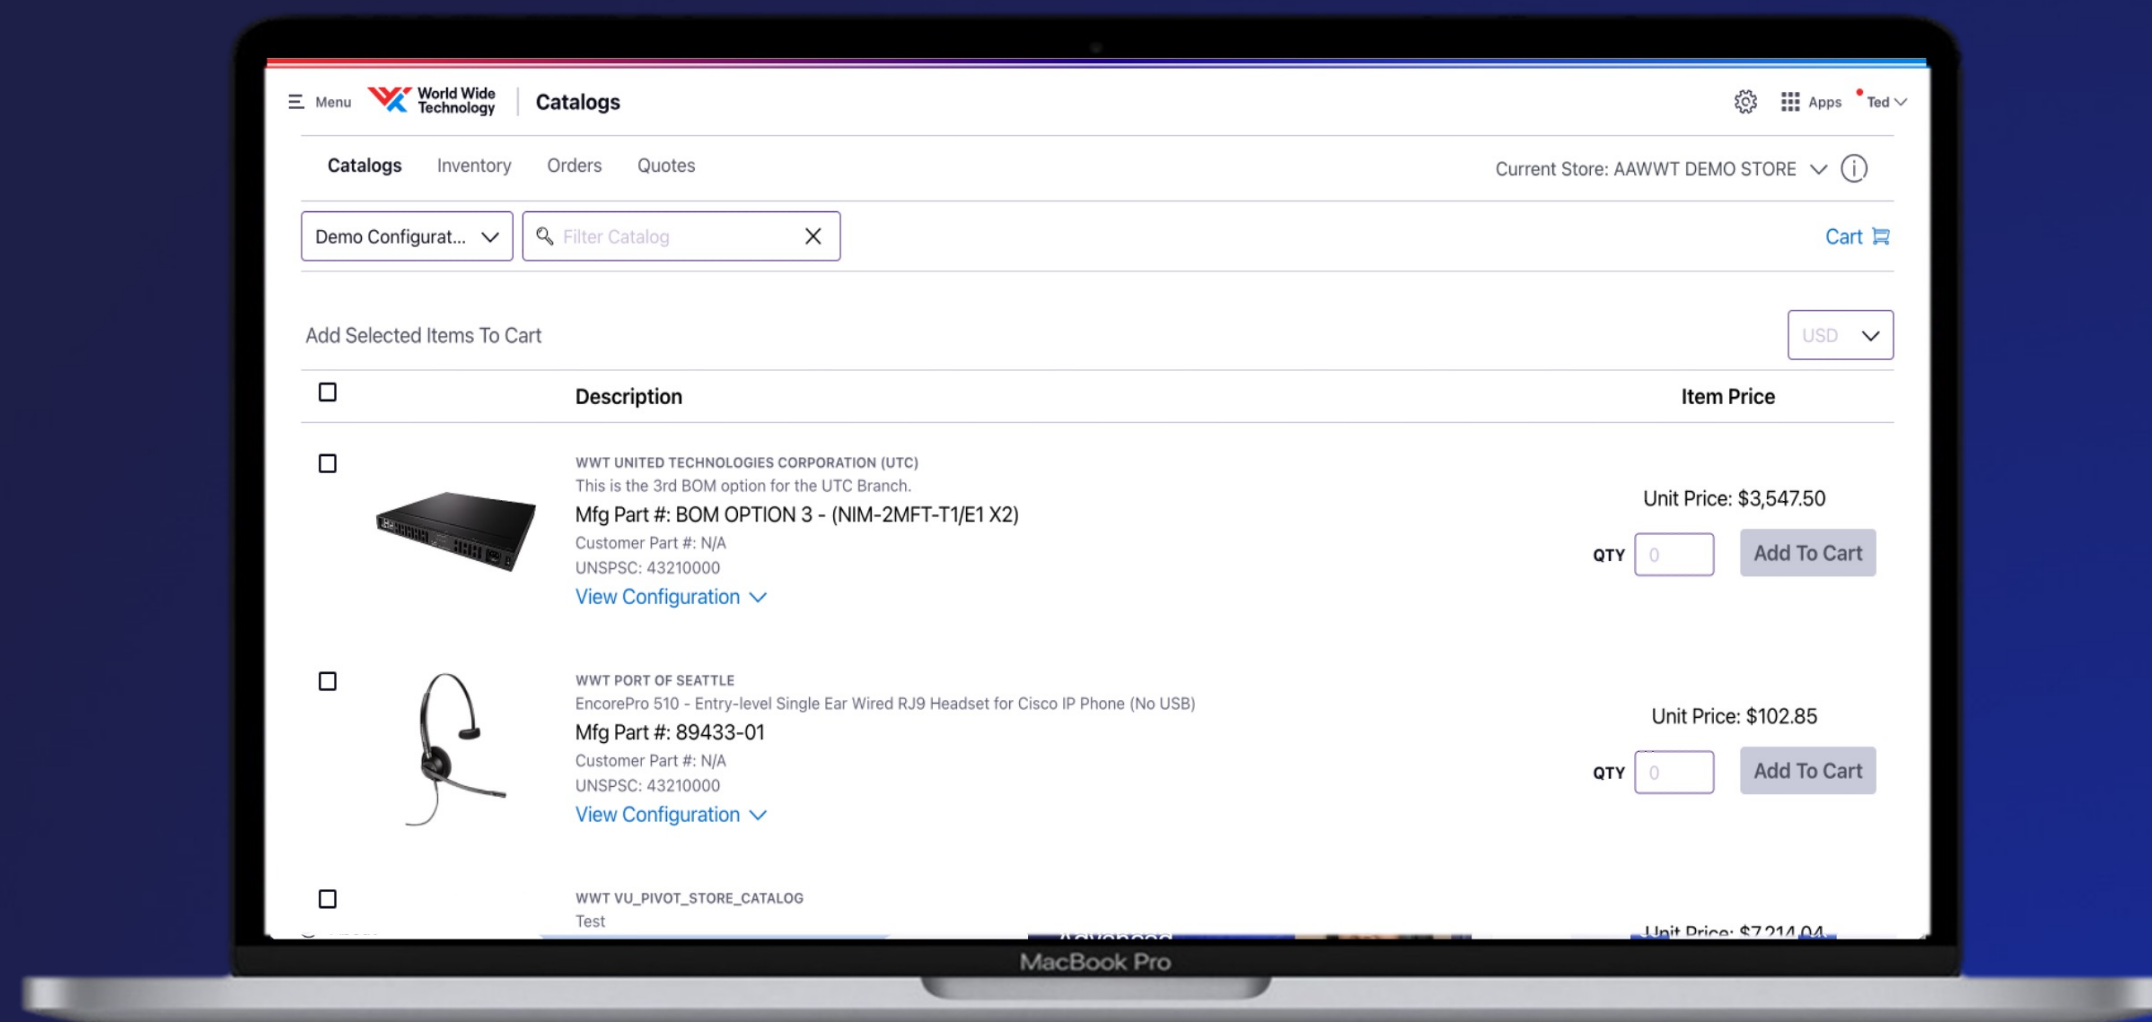 Menu
World Wide
Technology
Catalogs
Apps
Ted
Catalogs
Inventory
Orders
Quotes
Current Store: AAWWT DEMO STORE
Demo Configurat...
Filter Catalog
Cart
Add Selected Items To Cart
USD
Description
Item Price
WWT UNITED TECHNOLOGIES CORPORATION (UTC)
This is the 3rd BOM option for the UTC Branch.
Mfg Part #: BOM OPTION 3 - (NIM-2MFT-T1/E1 X2)
Customer Part #: N/A
UNSPSC: 43210000
View Configuration
Unit Price: $3,547.50
QTY 0 Add To Cart
WWT PORT OF SEATTLE
EncorePro 510 - Entry-level Single Ear Wired RJ9 Headset for Cisco IP Phone (No USB)
Mfg Part #: 89433-01
Customer Part #: N/A
UNSPSC: 43210000
View Configuration
Unit Price: $102.85
QTY 0 Add To Cart
WWT VU_PIVOT_STORE_CATALOG
Test
Unit Price: $7,214.04
Advanced
MacBook Pro